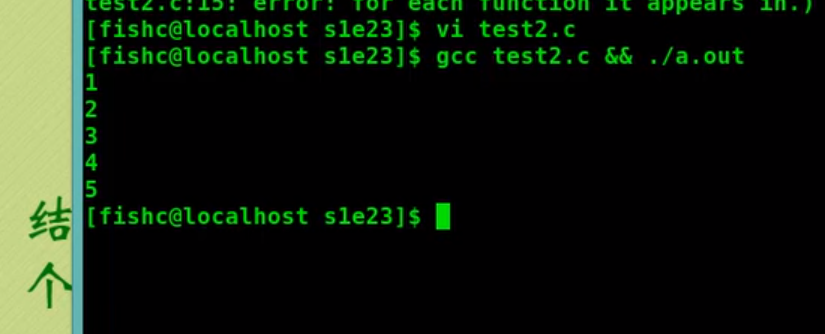 test2.c:15: error: for each function it appears in.)
[fishc@localhost s1e23]$ vi test2.c
[fishc@localhost s1e23]$ gcc test2.c && ./a.out
1
2
3
4
5
[fishc@localhost s1e23]$
结
个